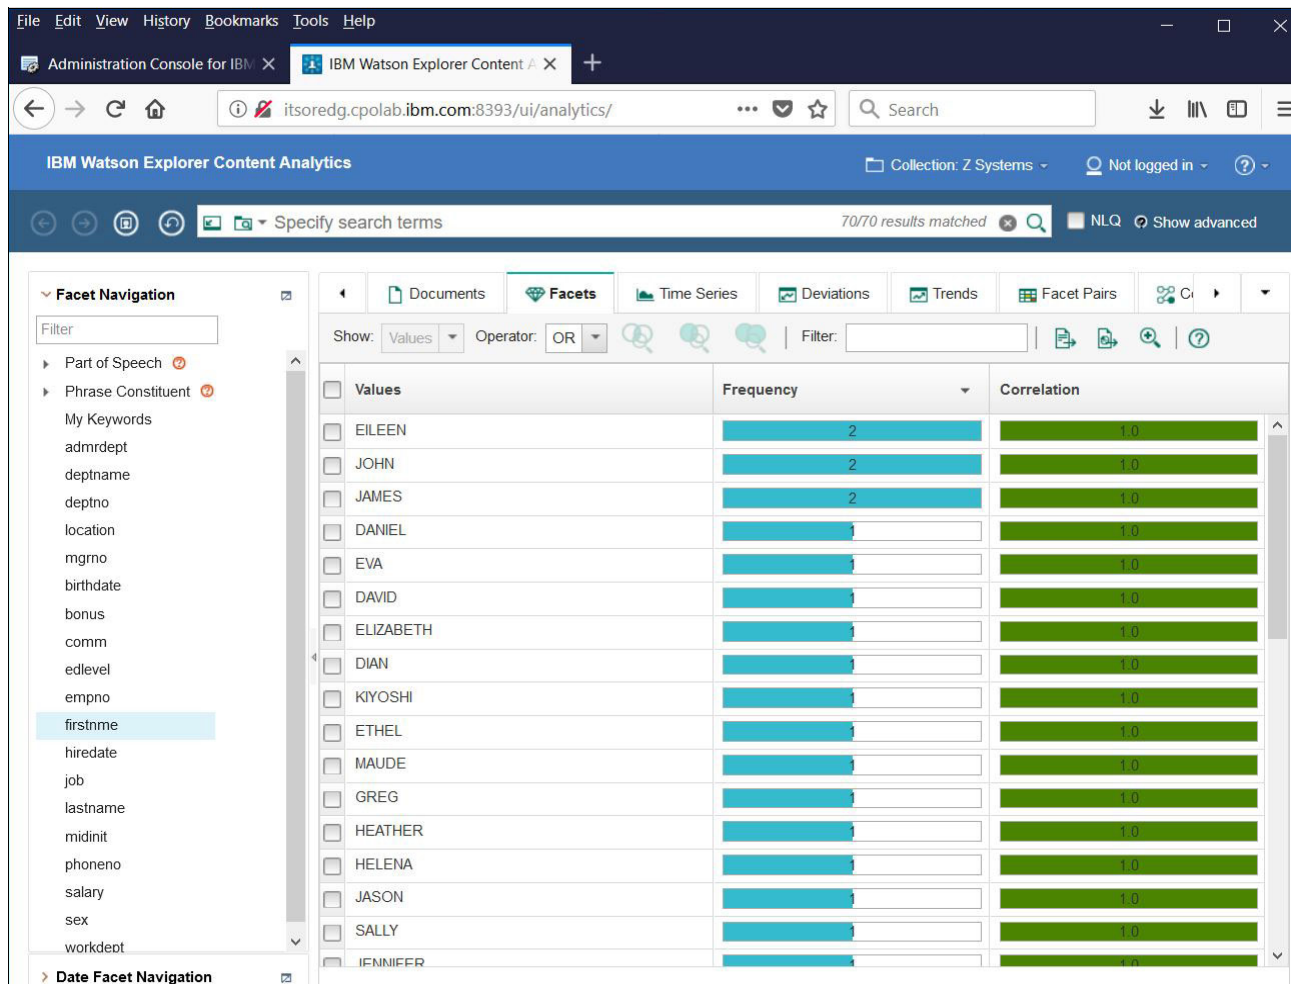 File Edit View History Bookmarks Tools Help
Administration Console for IBM
IBM Watson Explorer Content A
itsoredg.cpolab.ibm.com:8393/ui/analytics/
Search
IBM Watson Explorer Content Analytics
Collection: Z Systems
Not logged in
Specify search terms
70/70 results matched
NLQ
Show advanced
Facet Navigation
Filter
Part of Speech
Phrase Constituent
My Keywords
admrdept
deptname
deptno
location
mgrno
birthdate
bonus
comm
edlevel
empno
firstnme
hiredate
job
lastname
midinit
phoneno
salary
sex
workdept
Date Facet Navigation
Documents Facets Time Series Deviations Trends Facet Pairs
Show: Values Operator: OR Filter:
Values Frequency Correlation
EILEEN 2 1.0
JOHN 2 1.0
JAMES 2 1.0
DANIEL 1 1.0
EVA 1 1.0
DAVID 1 1.0
ELIZABETH 1 1.0
DIAN 1 1.0
KIYOSHI 1 1.0
ETHEL 1 1.0
MAUDE 1 1.0
GREG 1 1.0
HEATHER 1 1.0
HELENA 1 1.0
JASON 1 1.0
SALLY 1 1.0
JENNIFER 1 1.0